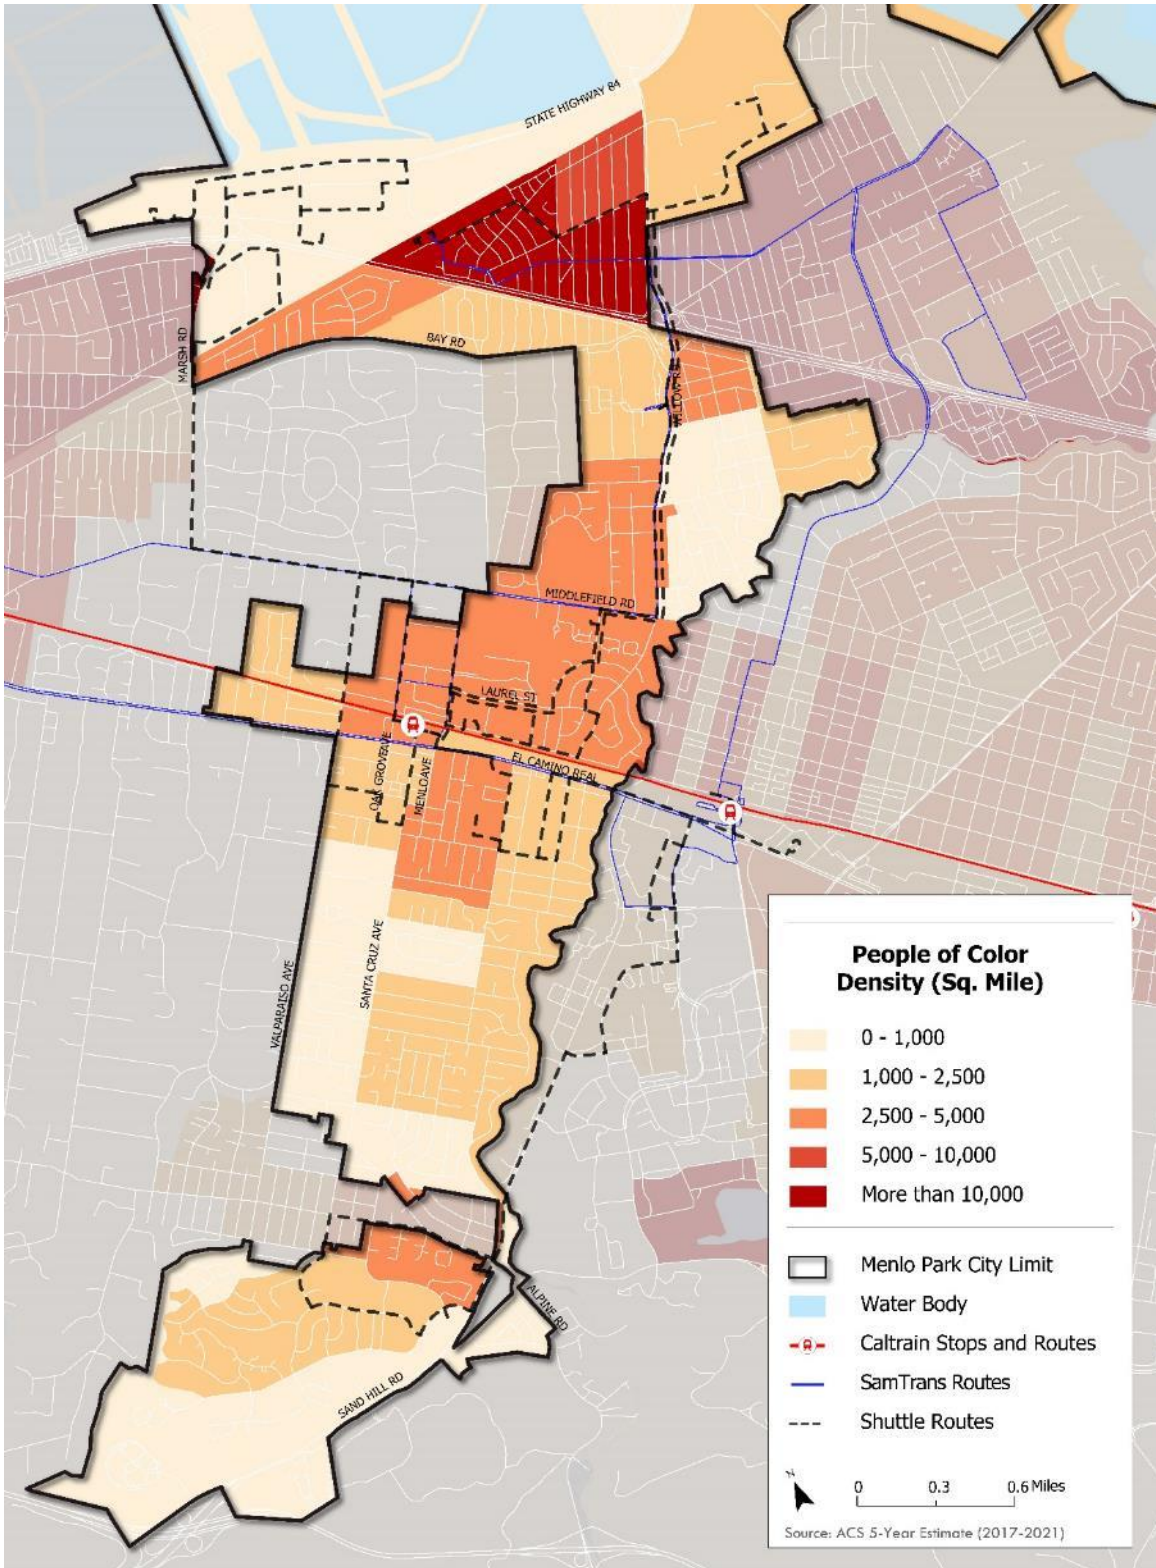 STATE HIGHWAY 84
MARSH RD
BAY RD
WILLOW RD
MIDDLEFIELD RD
LAUREL ST
OAK GROVE AVE
MENLO AVE
EL CAMINO REAL
SANTA CRUZ AVE
VALPARAISO AVE
ALPINE RD
SAND HILL RD
People of Color
Density (Sq. Mile)
0 - 1,000
1,000 - 2,500
2,500 - 5,000
5,000 - 10,000
More than 10,000
Menlo Park City Limit
Water Body
Caltrain Stops and Routes
SamTrans Routes
Shuttle Routes
N
0 0.3 0.6 Miles
Source: ACS 5-Year Estimate (2017-2021)